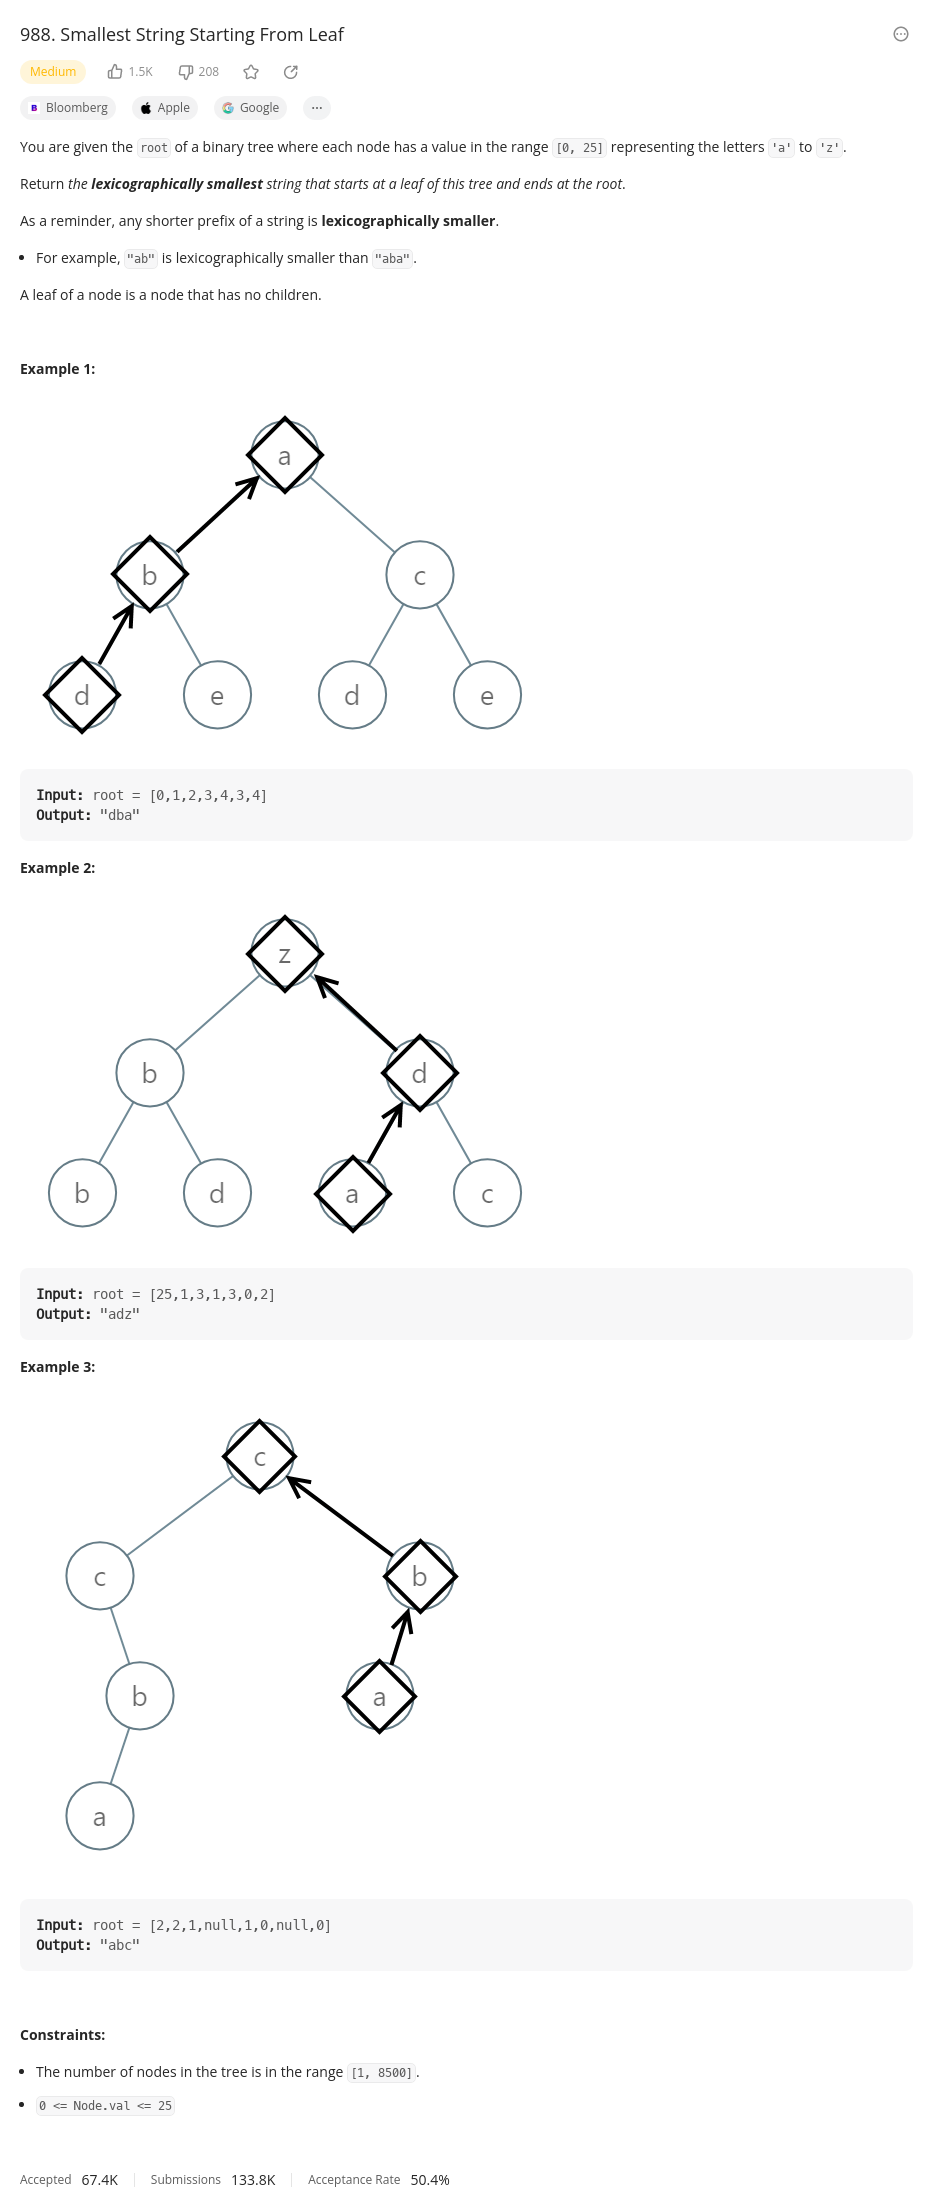 988. Smallest String Starting From Leaf
Medium 1.5K 208
B Bloomberg Apple Google ...
You are given the root of a binary tree where each node has a value in the range [0, 25] representing the letters 'a' to 'z'.
Return the lexicographically smallest string that starts at a leaf of this tree and ends at the root.
As a reminder, any shorter prefix of a string is lexicographically smaller.
• For example, "ab" is lexicographically smaller than "aba".
A leaf of a node is a node that has no children.
Example 1:
a
b c
d e d e
Input: root = [0,1,2,3,4,3,4]
Output: "dba"
Example 2:
z
b d
b d a c
Input: root = [25,1,3,1,3,0,2]
Output: "adz"
Example 3:
c
c b
b a
a
Input: root = [2,2,1,null,1,0,null,0]
Output: "abc"
Constraints:
• The number of nodes in the tree is in the range [1, 8500].
• 0 <= Node.val <= 25
Accepted 67.4K Submissions 133.8K Acceptance Rate 50.4%